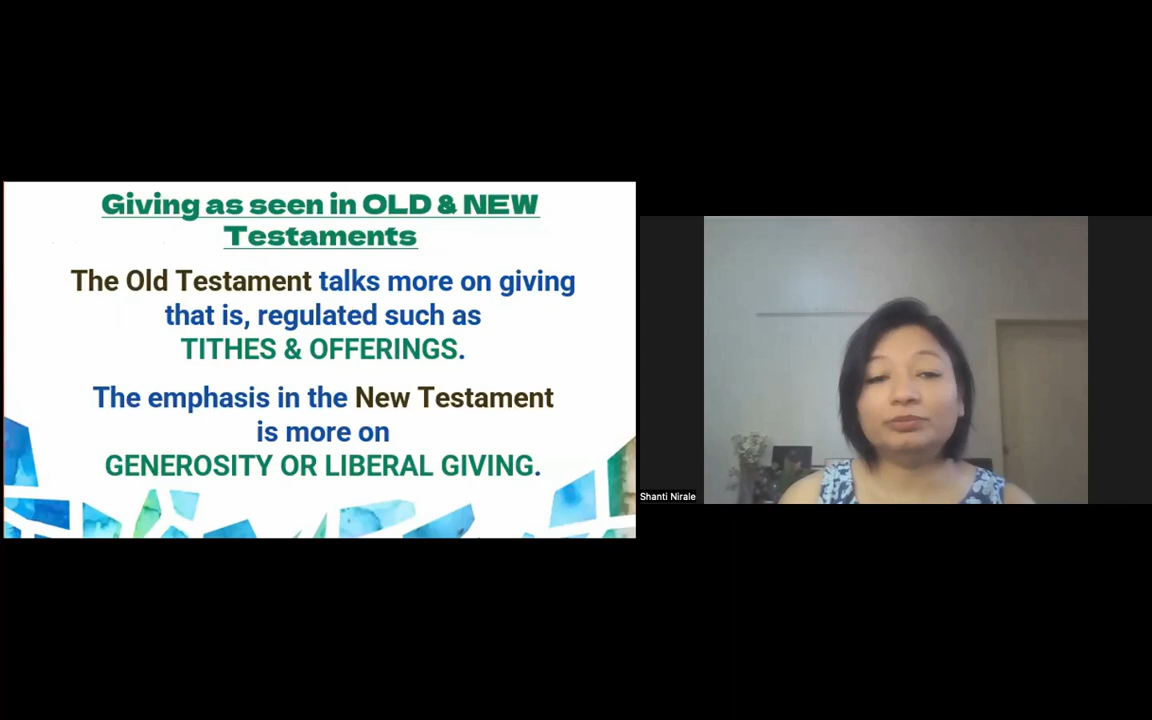 Giving as seen in OLD & NEW
Testaments
The Old Testament talks more on giving
that is, regulated such as
TITHES & OFFERINGS.
The emphasis in the New Testament
is more on
GENEROSITY OR LIBERAL GIVING.
Shanti Nirale